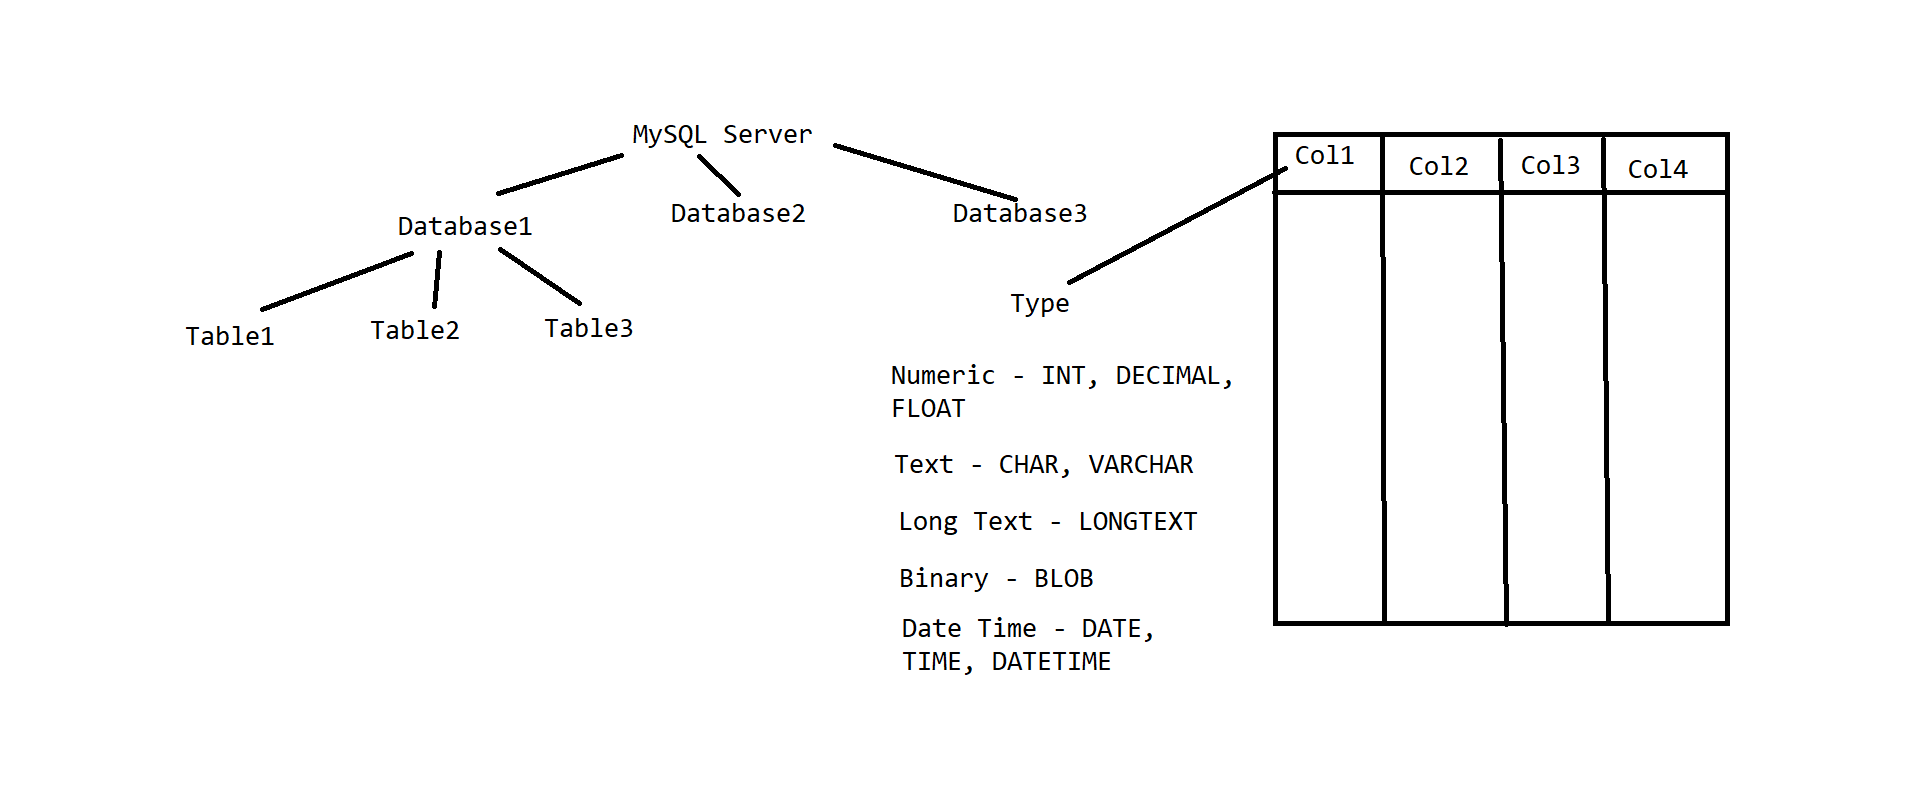 MySQL Server
Database1
Database2
Database3
Table1
Table2
Table3
Type
Numeric - INT, DECIMAL,
FLOAT
Text - CHAR, VARCHAR
Long Text - LONGTEXT
Binary - BLOB
Date Time - DATE,
TIME, DATETIME
Col1
Col2
Col3
Col4